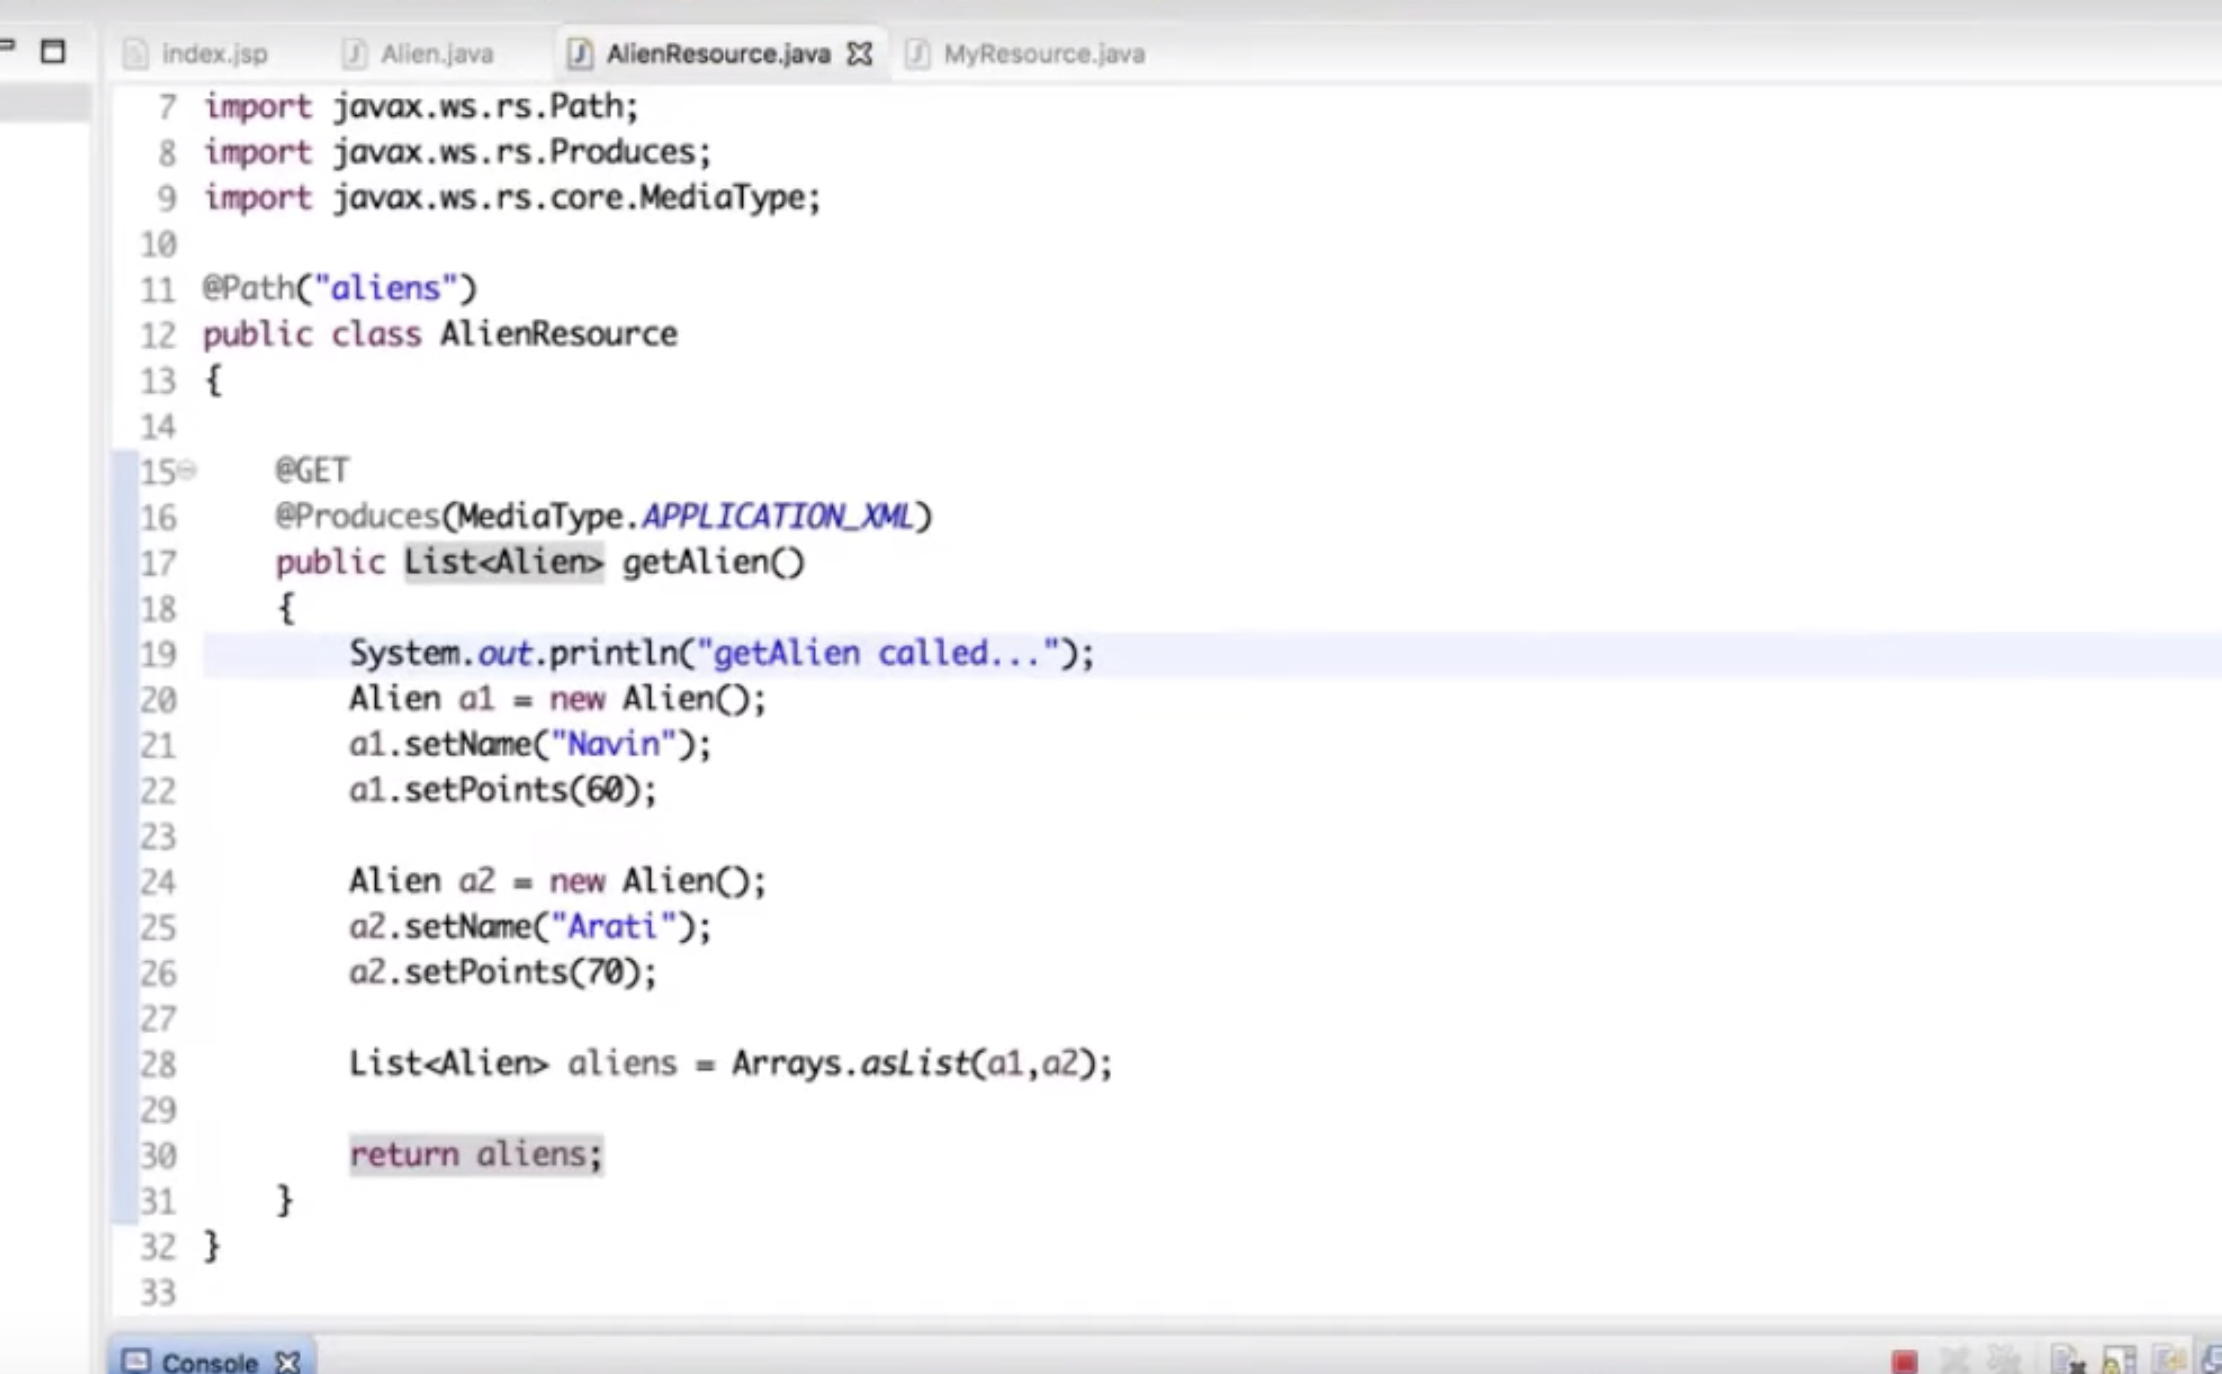 index.jsp Alien.java AlienResource.java MyResource.java
7 import javax.ws.rs.Path;
8 import javax.ws.rs.Produces;
9 import javax.ws.rs.core.MediaType;
10
11 @Path("aliens")
12 public class AlienResource
13 {
14
15 @GET
16 @Produces(MediaType.APPLICATION_XML)
17 public List<Alien> getAlien()
18 {
19 System.out.println("getAlien called...");
20 Alien a1 = new Alien();
21 a1.setName("Navin");
22 a1.setPoints(60);
23
24 Alien a2 = new Alien();
25 a2.setName("Arati");
26 a2.setPoints(70);
27
28 List<Alien> aliens = Arrays.asList(a1,a2);
29
30 return aliens;
31 }
32 }
33
Console